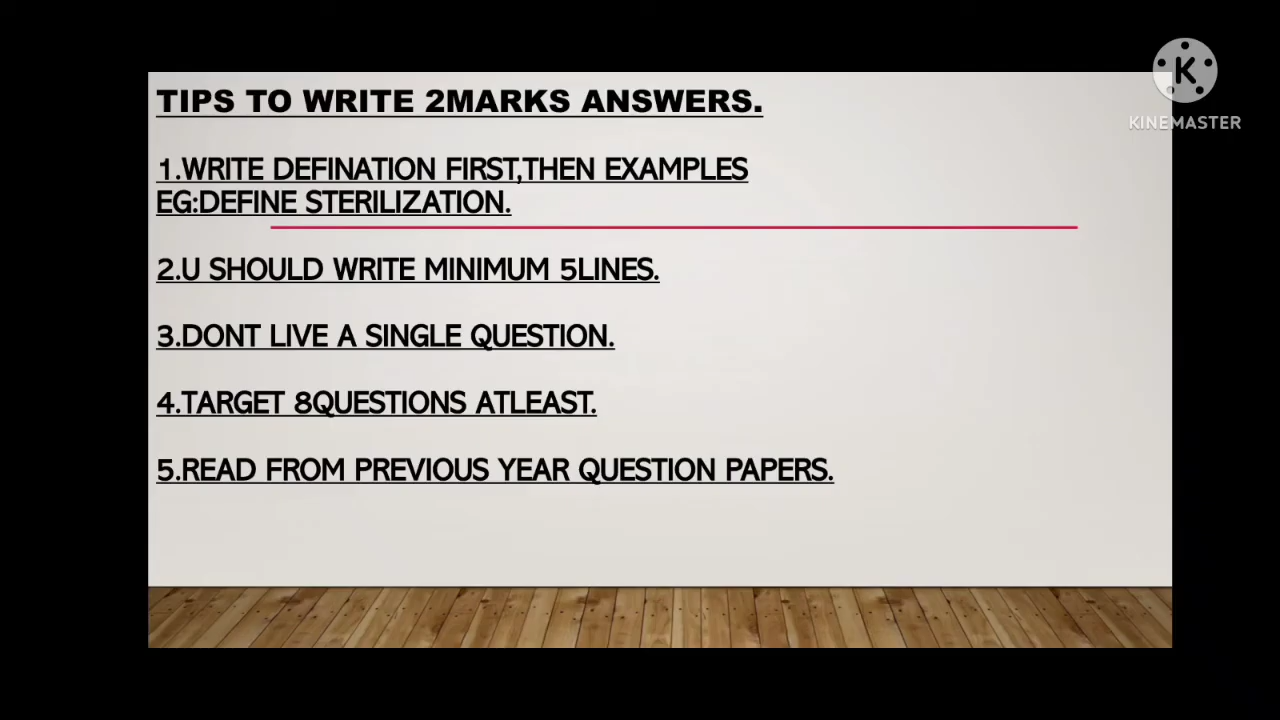 TIPS TO WRITE 2MARKS ANSWERS.
1.WRITE DEFINATION FIRST,THEN EXAMPLES
EG:DEFINE STERILIZATION.
2.U SHOULD WRITE MINIMUM 5LINES.
3.DONT LIVE A SINGLE QUESTION.
4.TARGET 8QUESTIONS ATLEAST.
5.READ FROM PREVIOUS YEAR QUESTION PAPERS.
K
KINEMASTER